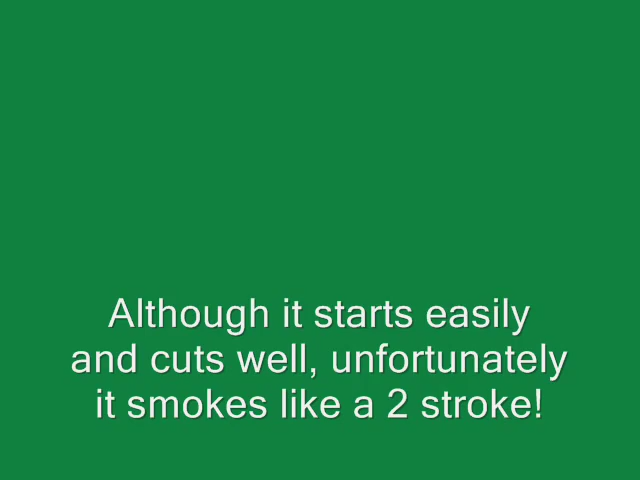 Although it starts easily
and cuts well, unfortunately
it smokes like a 2 stroke!